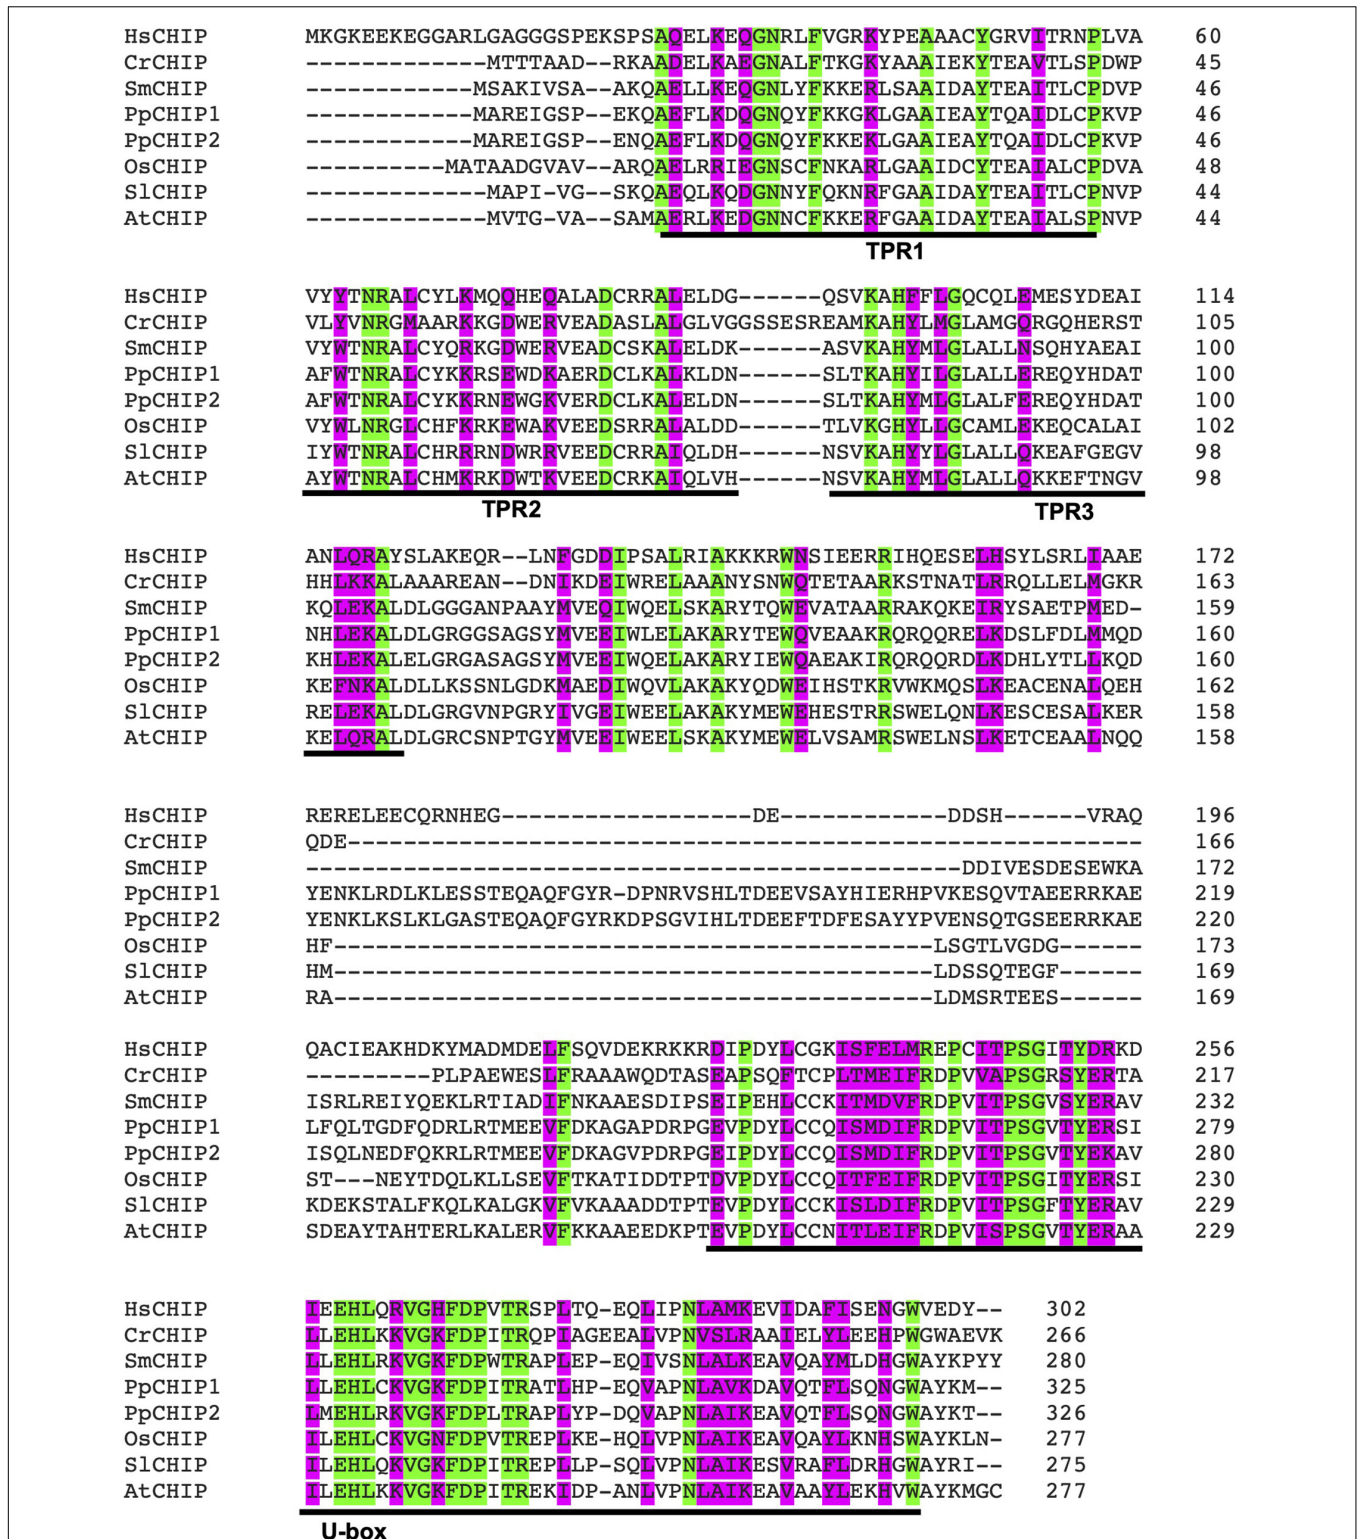 HsCHIP MKGKEEKEGGARLGAGGGSPEKSPSAQELKEQGNRLFVGRKYPEAAACYGRVITRNPLVA 60
CrCHIP -------------MTTTAAD--RKAADELKAEGNALFTKGKYAAAIEKYTEAVTLSPDWP 45
SmCHIP ------------MSAKIVSA--AKQAELLKEQGNLYFKKERLSAAIDAYTEAITLCPDVP 46
PpCHIP1 ------------MAREIGSP--EKQAEFLKDQGNQYFKKGKLGAAIEAYTQAIDLCPKVP 46
PpCHIP2 ------------MAREIGSP--ENQAEFLKDQGNQYFKKEKLGAAIEAYTQAIDLCPKVP 46
OsCHIP ----------MATAADGVAV--ARQAELRRIEGNSCFNKARLGAAIDCYTEAIALCPDVA 48
SlCHIP -------------MAPI-VG--SKQAEQLKQDGNNYFQKNRFGAAIDAYTEAITLCPNVP 44
AtCHIP -------------MVTG-VA--SAMAERLKEDGNNCFKKERFGAAIDAYTEAIALSPNVP 44
TPR1
HsCHIP VYYTNRALCYLKMQQHEQALADCRRALELDG------QSVKAHFFLGQCQLEMESYDEAI 114
CrCHIP VLYVNRGMAARKKGDWERVEADASLALGLVGGSSESREAMKAHYLMGLAMGQRGQHERST 105
SmCHIP VYWTNRALCYQRKGDWERVEADCSKALELDK------ASVKAHYMLGLALLNSQHYAEAI 100
PpCHIP1 AFWTNRALCYKKRSEWDKAERDCLKALKLDN------SLTKAHYILGLALLEREQYHDAT 100
PpCHIP2 AFWTNRALCYKKRNEWGKVERDCLKALELDN------SLTKAHYMLGLALFEREQYHDAT 100
OsCHIP VYWLNRGLCHFKRKEWAKVEEDSRRALALDD------TLVKGHYLLGCAMLEKEQCALAI 102
SlCHIP IYWTNRALCHRRRNDWRRVEEDCRRAIQLDH------NSVKAHYYLGLALLQKEAFGEGV 98
AtCHIP AYWTNRALCHMKRKDWTKVEEDCRKAIQLVH------NSVKAHYMLGLALLQKKEFTNGV 98
TPR2 TPR3
HsCHIP ANLQRAYSLAKEQR--LNFGDDIPSALRIAKKKRWNSIEERRIHQESELHSYLSRLIAAE 172
CrCHIP HHLKKALAAAREAN--DNIKDEIWRELAAANYSNWQTETAARKSTNATLRRQLLELMGKR 163
SmCHIP KQLEKALDLGGGANPAAYMVEQIWQELSKARYTQWEVATAARRAKQKEIRYSAETPMED- 159
PpCHIP1 NHLEKALDLGRGGSAGSYMVEEIWLELAKARYTEWQVEAAKRQRQQRELKDSLFDLMMQD 160
PpCHIP2 KHLEKALELGRGASAGSYMVEEIWQELAKARYIEWQAEAKIRQRQQRDLKDHLYTLLKQD 160
OsCHIP KEFNKALDLLKSSNLGDKMAEDIWQVLAKAKYQDWEIHSTKRVWKMQSLKEACENALQEH 162
SlCHIP RELEKALDLGRGVNPGRYIVGEIWEELAKAKYMEWEHESTRRSWELQNLKESCESALKER 158
AtCHIP KELQRALDLGRCSNPTGYMVEEIWEELSKAKYMEWELVSAMRSWELNSLKETCEAALNQQ 158
HsCHIP RERELEECQRNHEG------------------DE------------DDSH------VRAQ 196
CrCHIP QDE--------------------------------------------------------- 166
SmCHIP -----------------------------------------------DDIVESDESEWKA 172
PpCHIP1 YENKLRDLKLESSTEQAQFGYR-DPNRVSHLTDEEVSAYHIERHPVKESQVTAEERRKAE 219
PpCHIP2 YENKLKSLKLGASTEQAQFGYRKDPSGVIHLTDEEFTDFESAYYPVENSQTGSEERRKAE 220
OsCHIP HF-------------------------------------------LSGTLVGDG------ 173
SlCHIP HM-------------------------------------------LDSSQTEGF------ 169
AtCHIP RA-------------------------------------------LDMSRTEES------ 169
HsCHIP QACIEAKHDKYMADMDELFSQVDEKRKKRDIPDYLCGKISFELMREPCITPSGITYDRKD 256
CrCHIP ---------PLPAEWESLFRAAAWQDTASEAPSQFTCPLTMEIFRDPVVAPSGRSYERTA 217
SmCHIP ISRLREIYQEKLRTIADIFNKAAESDIPSEIPEHLCCKITMDVFRDPVITPSGVSYERAV 232
PpCHIP1 LFQLTGDFQDRLRTMEEVFDKAGAPDRPGEVPDYLCCQISMDIFRDPVITPSGVTYERSI 279
PpCHIP2 ISQLNEDFQKRLRTMEEVFDKAGVPDRPGEIPDYLCCQISMDIFRDPVITPSGVTYEKAV 280
OsCHIP ST---NEYTDQLKLLSEVFTKATIDDTPTDVPDYLCCQITFEIFRDPVITPSGITYERSI 230
SlCHIP KDEKSTALFKQLKALGKVFVKAAADDTPTEVPDYLCCKISLDIFRDPVITPSGFTYERAV 229
AtCHIP SDEAYTAHTERLKALERVFKKAAEEDKPTEVPDYLCCNITLEIFRDPVISPSGVTYERAA 229
HsCHIP IEEHLQRVGHFDPVTRSPLTQ-EQLIPNLAMKEVIDAFISENGWVEDY-- 302
CrCHIP LLEHLKKVGKFDPITRQPIAGEEALVPNVSLRAAIELYLEEHPWGWAEVK 266
SmCHIP LLEHLRKVGKFDPWTRAPLEP-EQIVSNLALKEAVQAYMLDHGWAYKPYY 280
PpCHIP1 LLEHLCKVGKFDPITRATLHP-EQVAPNLAVKDAVQTFLSQNGWAYKM-- 325
PpCHIP2 LMEHLRKVGKFDPLTRAPLYP-DQVAPNLAIKEAVQTFLSQNGWAYKT-- 326
OsCHIP ILEHLCKVGNFDPVTREPLKE-HQLVPNLAIKEAVQAYLKNHSWAYKLN- 277
SlCHIP ILEHLQKVGKFDPITREPLLP-SQLVPNLAIKESVRAFLDRHGWAYRI-- 275
AtCHIP ILEHLKKVGKFDPITREKIDP-ANLVPNLAIKEAVAAYLEKHVWAYKMGC 277
U-box